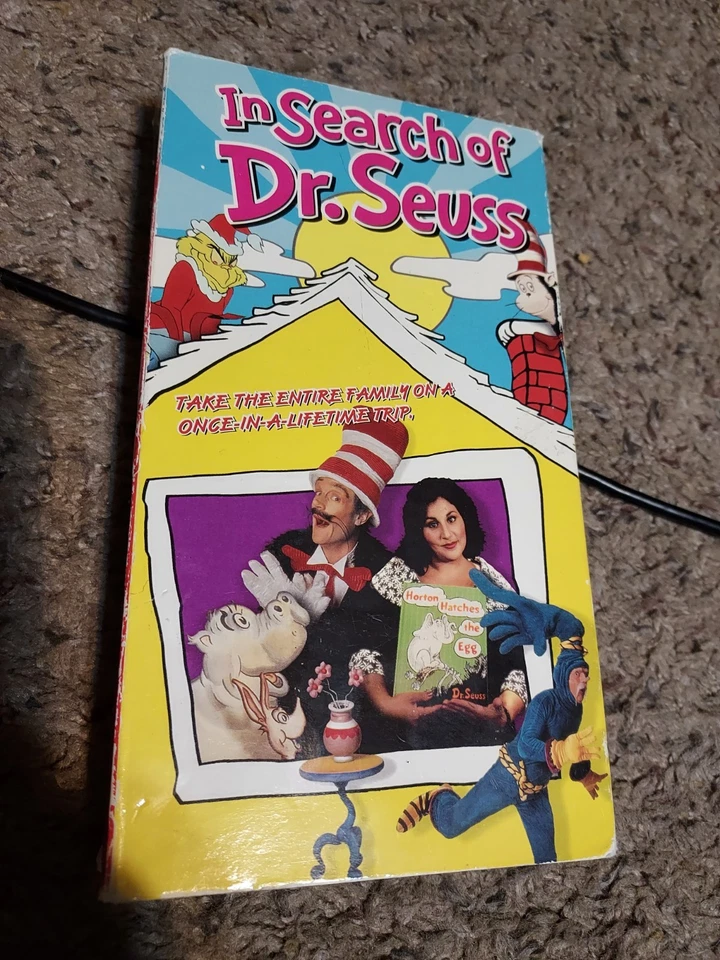 In Search of
Dr. Seuss
TAKE THE ENTIRE FAMILY ON A
ONCE-IN-A-LIFETIME TRIP.
Horton
Hatches
the
Egg
Dr. Seuss